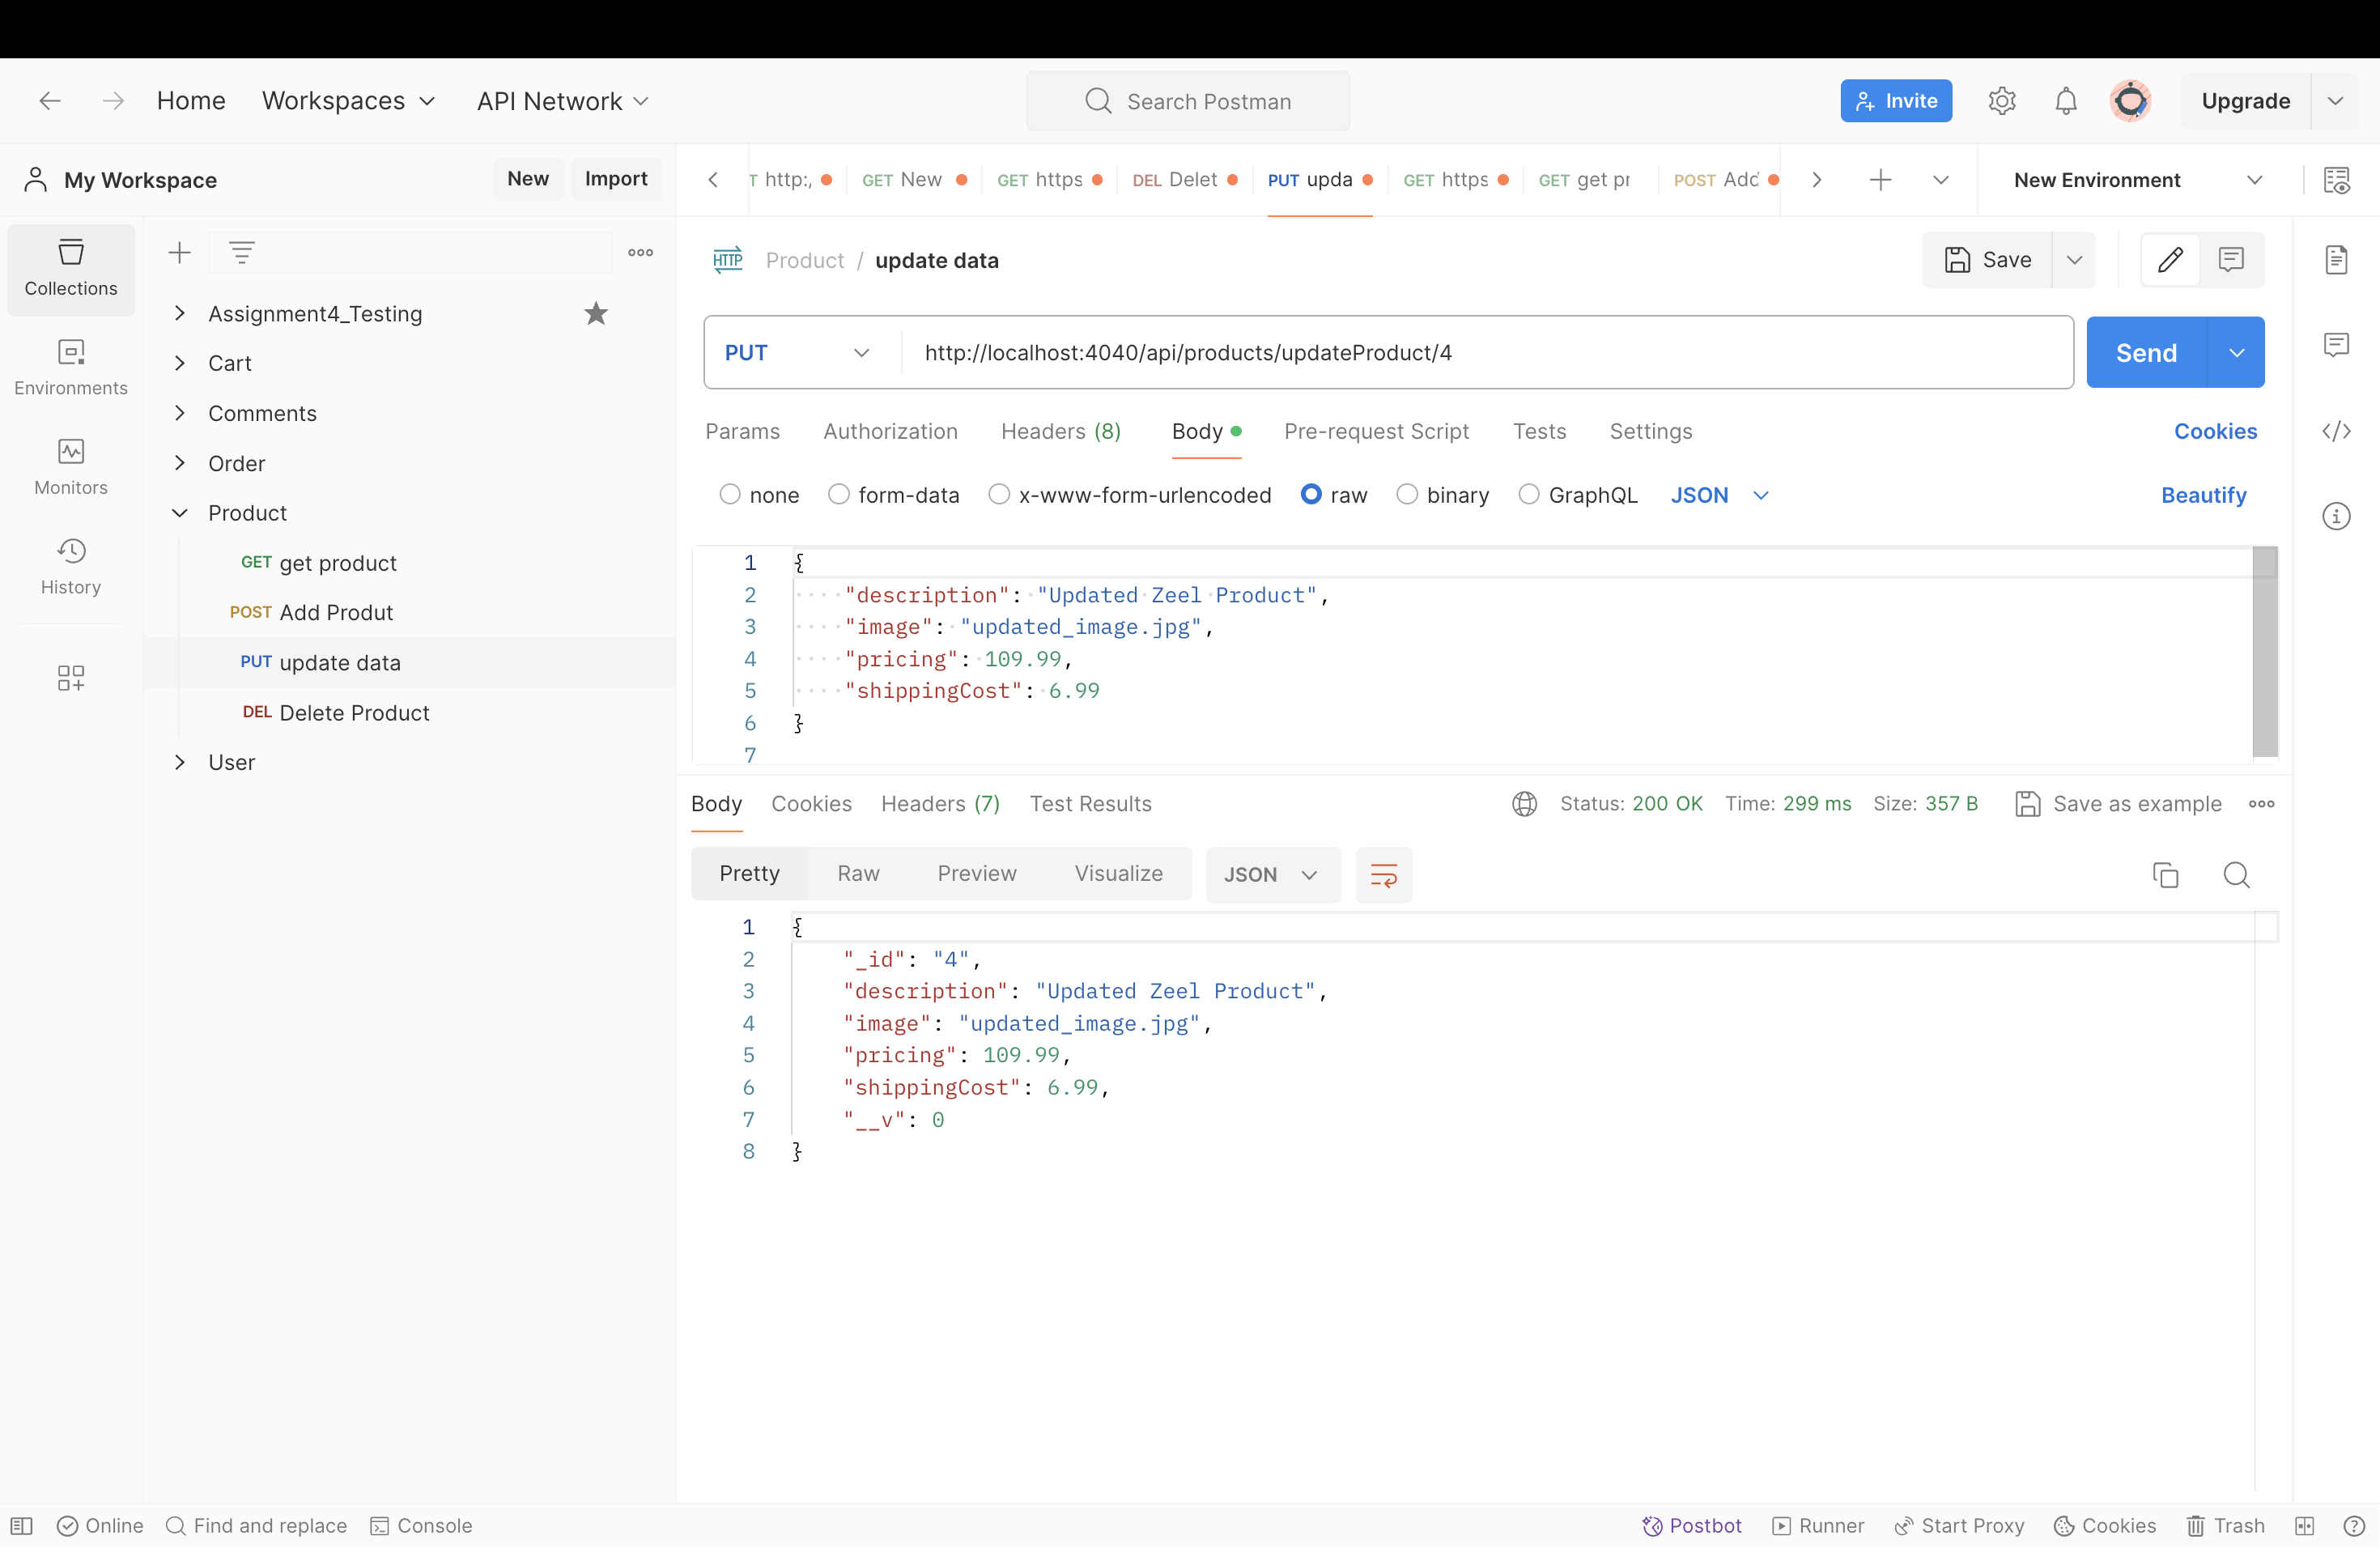 Home Workspaces API Network Search Postman Invite Upgrade
My Workspace New Import
T http:/ GET New GET https DEL Delet PUT upda GET https GET get pr POST Add New Environment
Collections
Environments
Monitors
History
Assignment4_Testing
Cart
Comments
Order
Product
GET get product
POST Add Produt
PUT update data
DEL Delete Product
User
HTTP Product / update data Save
PUT http://localhost:4040/api/products/updateProduct/4 Send
Params Authorization Headers (8) Body Pre-request Script Tests Settings Cookies
none form-data x-www-form-urlencoded raw binary GraphQL JSON Beautify
1 {
2 "description": "Updated Zeel Product",
3 "image": "updated_image.jpg",
4 "pricing": 109.99,
5 "shippingCost": 6.99
6 }
7
Body Cookies Headers (7) Test Results Status: 200 OK Time: 299 ms Size: 357 B Save as example
Pretty Raw Preview Visualize JSON
1 {
2 "_id": "4",
3 "description": "Updated Zeel Product",
4 "image": "updated_image.jpg",
5 "pricing": 109.99,
6 "shippingCost": 6.99,
7 "__v": 0
8 }
Online Find and replace Console Postbot Runner Start Proxy Cookies Trash